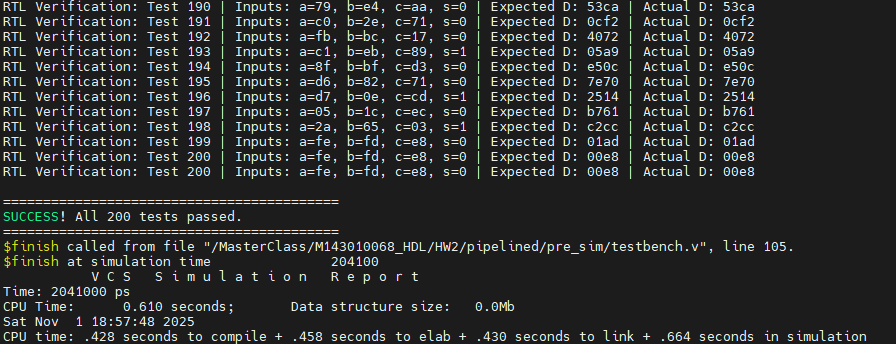 RTL Verification: Test 190 | Inputs: a=79, b=e4, c=aa, s=0 | Expected D: 53ca | Actual D: 53ca
RTL Verification: Test 191 | Inputs: a=c0, b=2e, c=71, s=0 | Expected D: 0cf2 | Actual D: 0cf2
RTL Verification: Test 192 | Inputs: a=fb, b=bc, c=17, s=0 | Expected D: 4072 | Actual D: 4072
RTL Verification: Test 193 | Inputs: a=c1, b=eb, c=89, s=1 | Expected D: 05a9 | Actual D: 05a9
RTL Verification: Test 194 | Inputs: a=8f, b=bf, c=d3, s=0 | Expected D: e50c | Actual D: e50c
RTL Verification: Test 195 | Inputs: a=d6, b=82, c=71, s=0 | Expected D: 7e70 | Actual D: 7e70
RTL Verification: Test 196 | Inputs: a=d7, b=0e, c=cd, s=1 | Expected D: 2514 | Actual D: 2514
RTL Verification: Test 197 | Inputs: a=05, b=1c, c=ec, s=0 | Expected D: b761 | Actual D: b761
RTL Verification: Test 198 | Inputs: a=2a, b=65, c=03, s=1 | Expected D: c2cc | Actual D: c2cc
RTL Verification: Test 199 | Inputs: a=fe, b=fd, c=e8, s=0 | Expected D: 01ad | Actual D: 01ad
RTL Verification: Test 200 | Inputs: a=fe, b=fd, c=e8, s=0 | Expected D: 00e8 | Actual D: 00e8
RTL Verification: Test 200 | Inputs: a=fe, b=fd, c=e8, s=0 | Expected D: 00e8 | Actual D: 00e8
==========================================
SUCCESS! All 200 tests passed.
==========================================
$finish called from file "/MasterClass/M143010068_HDL/HW2/pipelined/pre_sim/testbench.v", line 105.
$finish at simulation time 204100
V C S S i m u l a t i o n R e p o r t
Time: 2041000 ps
CPU Time: 0.610 seconds; Data structure size: 0.0Mb
Sat Nov 1 18:57:48 2025
CPU time: .428 seconds to compile + .458 seconds to elab + .430 seconds to link + .664 seconds in simulation